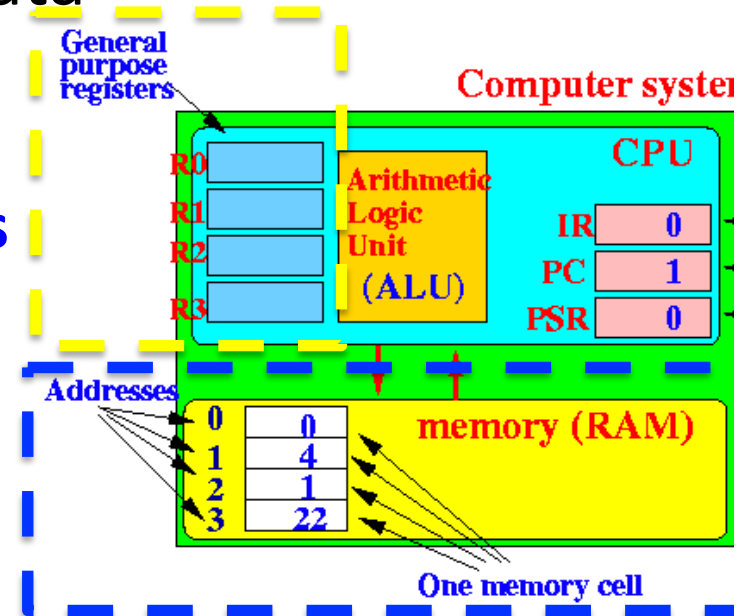 General
purpose
registers
Computer
CPU
R0
R1
R2
R3
Arithmetic
Logic
Unit
(ALU)
IR 0
PC 1
PSR 0
Addresses
memory (RAM)
0 0
1 4
2 1
3 22
One memory cell